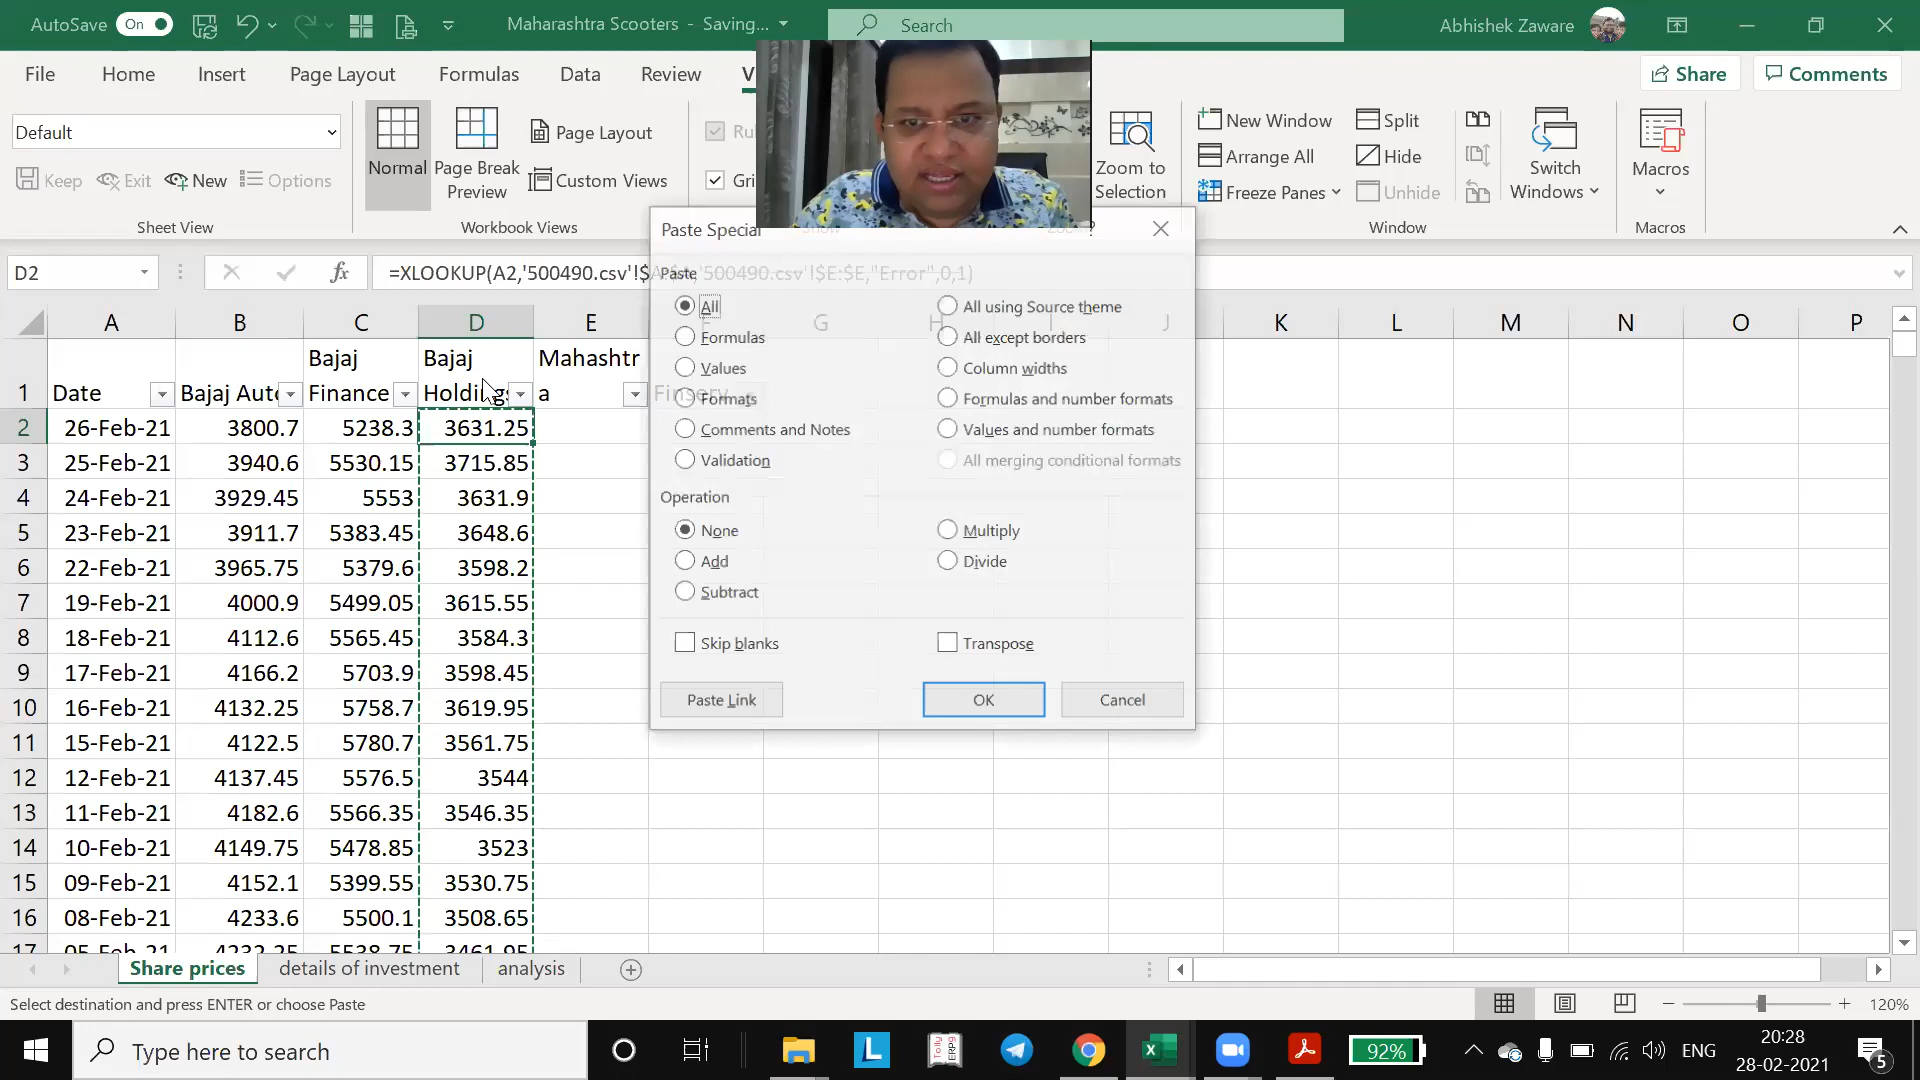 AutoSave On Maharashtra Scooters - Saving... Search Abhishek Zaware
File Home Insert Page Layout Formulas Data Review V Share Comments
Default
Keep Exit New Options
Sheet View
Normal
Page Break Preview
Page Layout
Custom Views
Workbook Views
Ru
Gri
Show
Zoom to Selection
New Window
Arrange All
Freeze Panes
Split
Hide
Unhide
Switch Windows
Window
Macros
Macros
Paste Special ?
D2 fx =XLOOKUP(A2,'500490.csv'!$A:$A,'500490.csv'!$E:$E,"Error",0,1)
Paste
All All using Source theme
Formulas All except borders
Values Column widths
Formats Formulas and number formats
Comments and Notes Values and number formats
Validation All merging conditional formats
Operation
None Multiply
Add Divide
Subtract
Skip blanks Transpose
Paste Link OK Cancel
A B C D E F G H I J K L M N O P
1 Date Bajaj Auto Bajaj Finance Bajaj Holdings Mahashtra Finserv
2 26-Feb-21 3800.7 5238.3 3631.25
3 25-Feb-21 3940.6 5530.15 3715.85
4 24-Feb-21 3929.45 5553 3631.9
5 23-Feb-21 3911.7 5383.45 3648.6
6 22-Feb-21 3965.75 5379.6 3598.2
7 19-Feb-21 4000.9 5499.05 3615.55
8 18-Feb-21 4112.6 5565.45 3584.3
9 17-Feb-21 4166.2 5703.9 3598.45
10 16-Feb-21 4132.25 5758.7 3619.95
11 15-Feb-21 4122.5 5780.7 3561.75
12 12-Feb-21 4137.45 5576.5 3544
13 11-Feb-21 4182.6 5566.35 3546.35
14 10-Feb-21 4149.75 5478.85 3523
15 09-Feb-21 4152.1 5399.55 3530.75
16 08-Feb-21 4233.6 5500.1 3508.65
17 05-Feb-21 4232.25 5538.75 3461.95
Share prices details of investment analysis
Select destination and press ENTER or choose Paste 120%
Type here to search L 92% ENG 20:28
28-02-2021 5